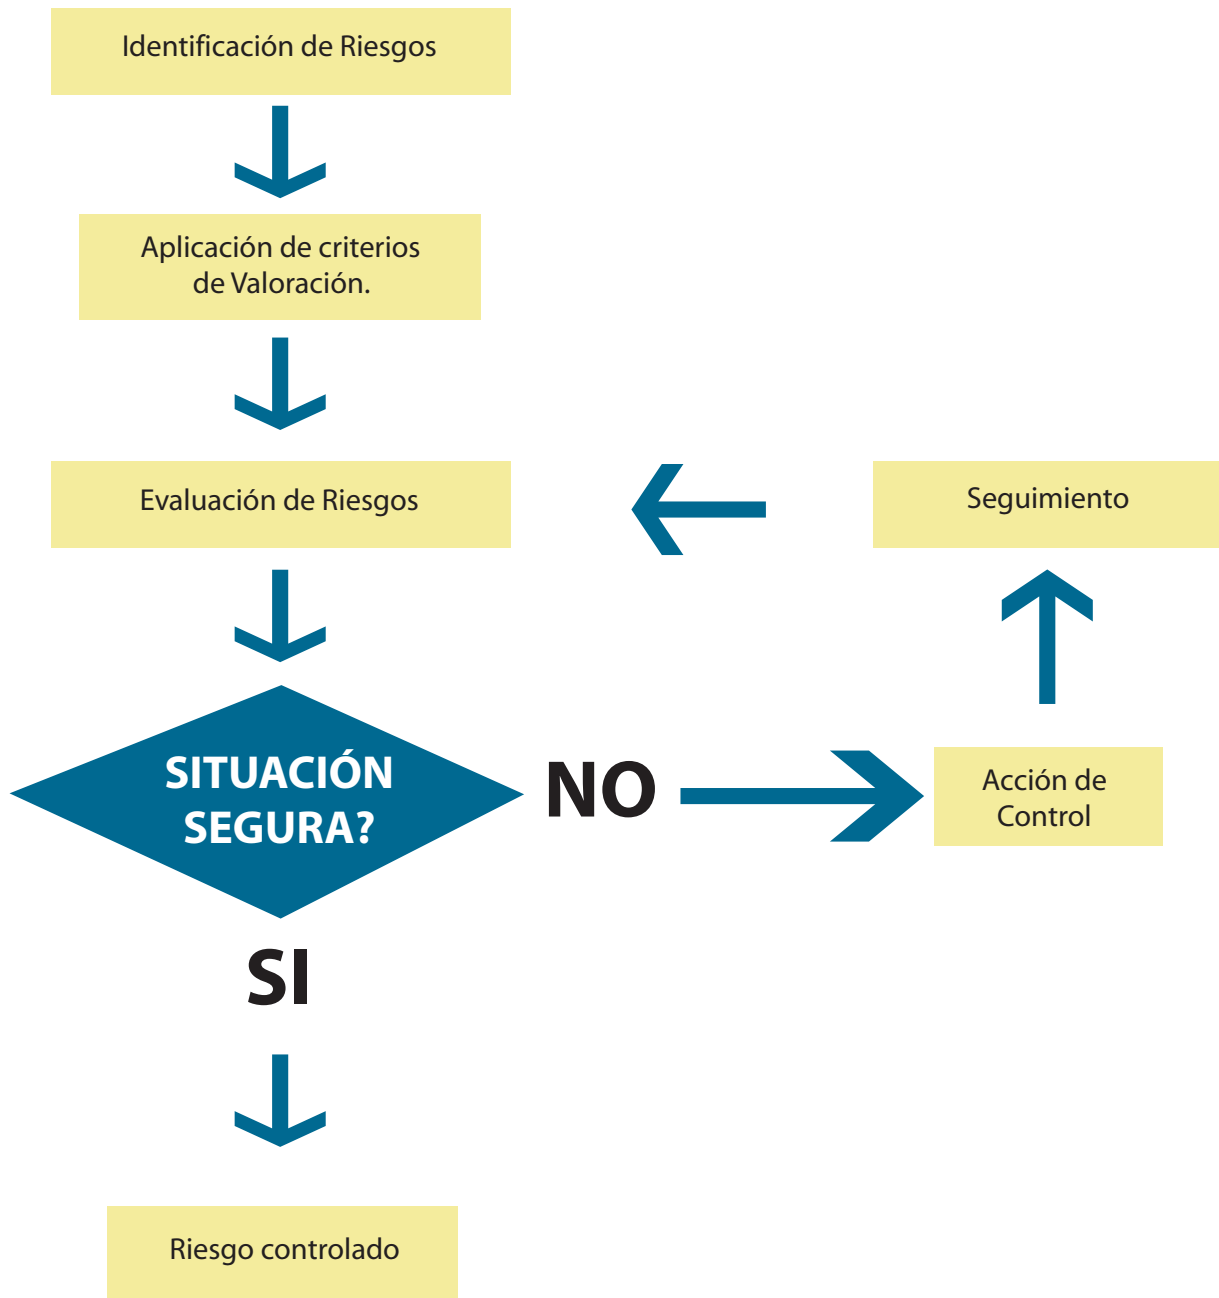 Identificación de Riesgos
Aplicación de criterios
de Valoración.
Evaluación de Riesgos
Seguimiento
SITUACIÓN
SEGURA?
NO
Acción de
Control
SI
Riesgo controlado